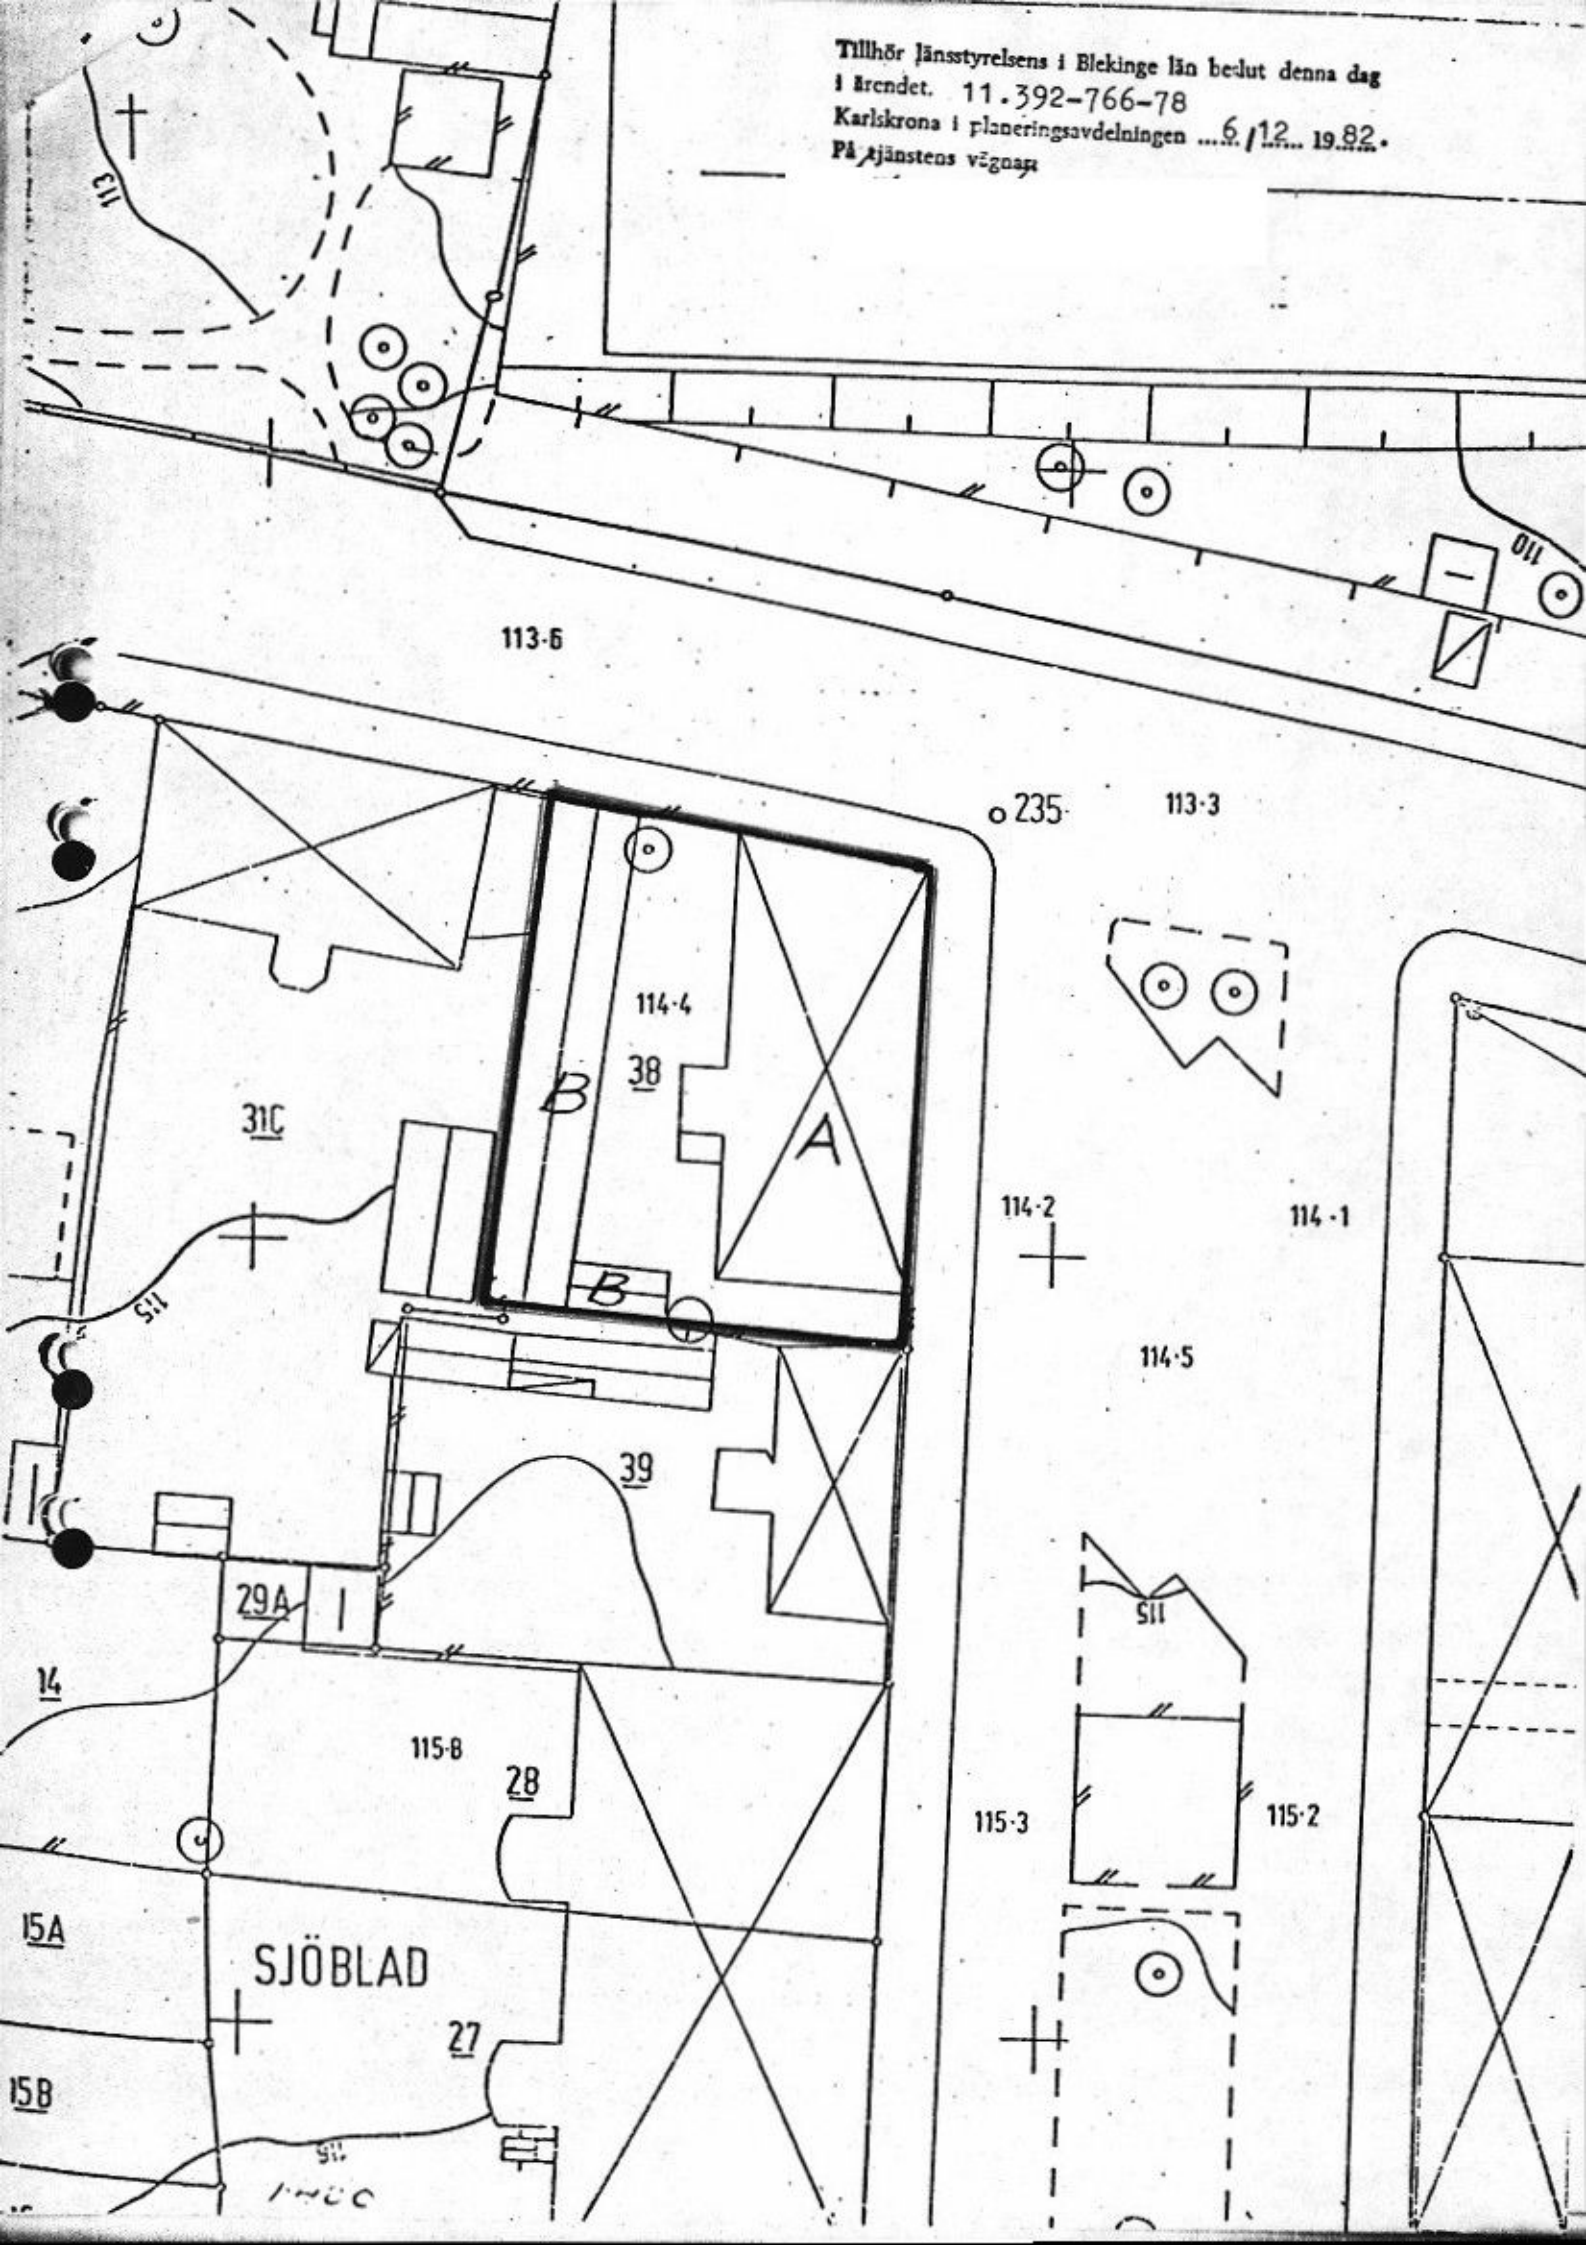 Tillhör länsstyrelsens i Blekinge län beslut denna dag
i ärendet. 11.392-766-78
Karlskrona i planeringsavdelningen ...6/12... 1982.
På tjänstens vägnar
113
110
113·6
235
113·3
114·4
38
B
A
31C
114·2
114·1
B
115
114·5
39
29A
115
14
115·8
28
115·3
115·2
15A
SJÖBLAD
27
15B
115